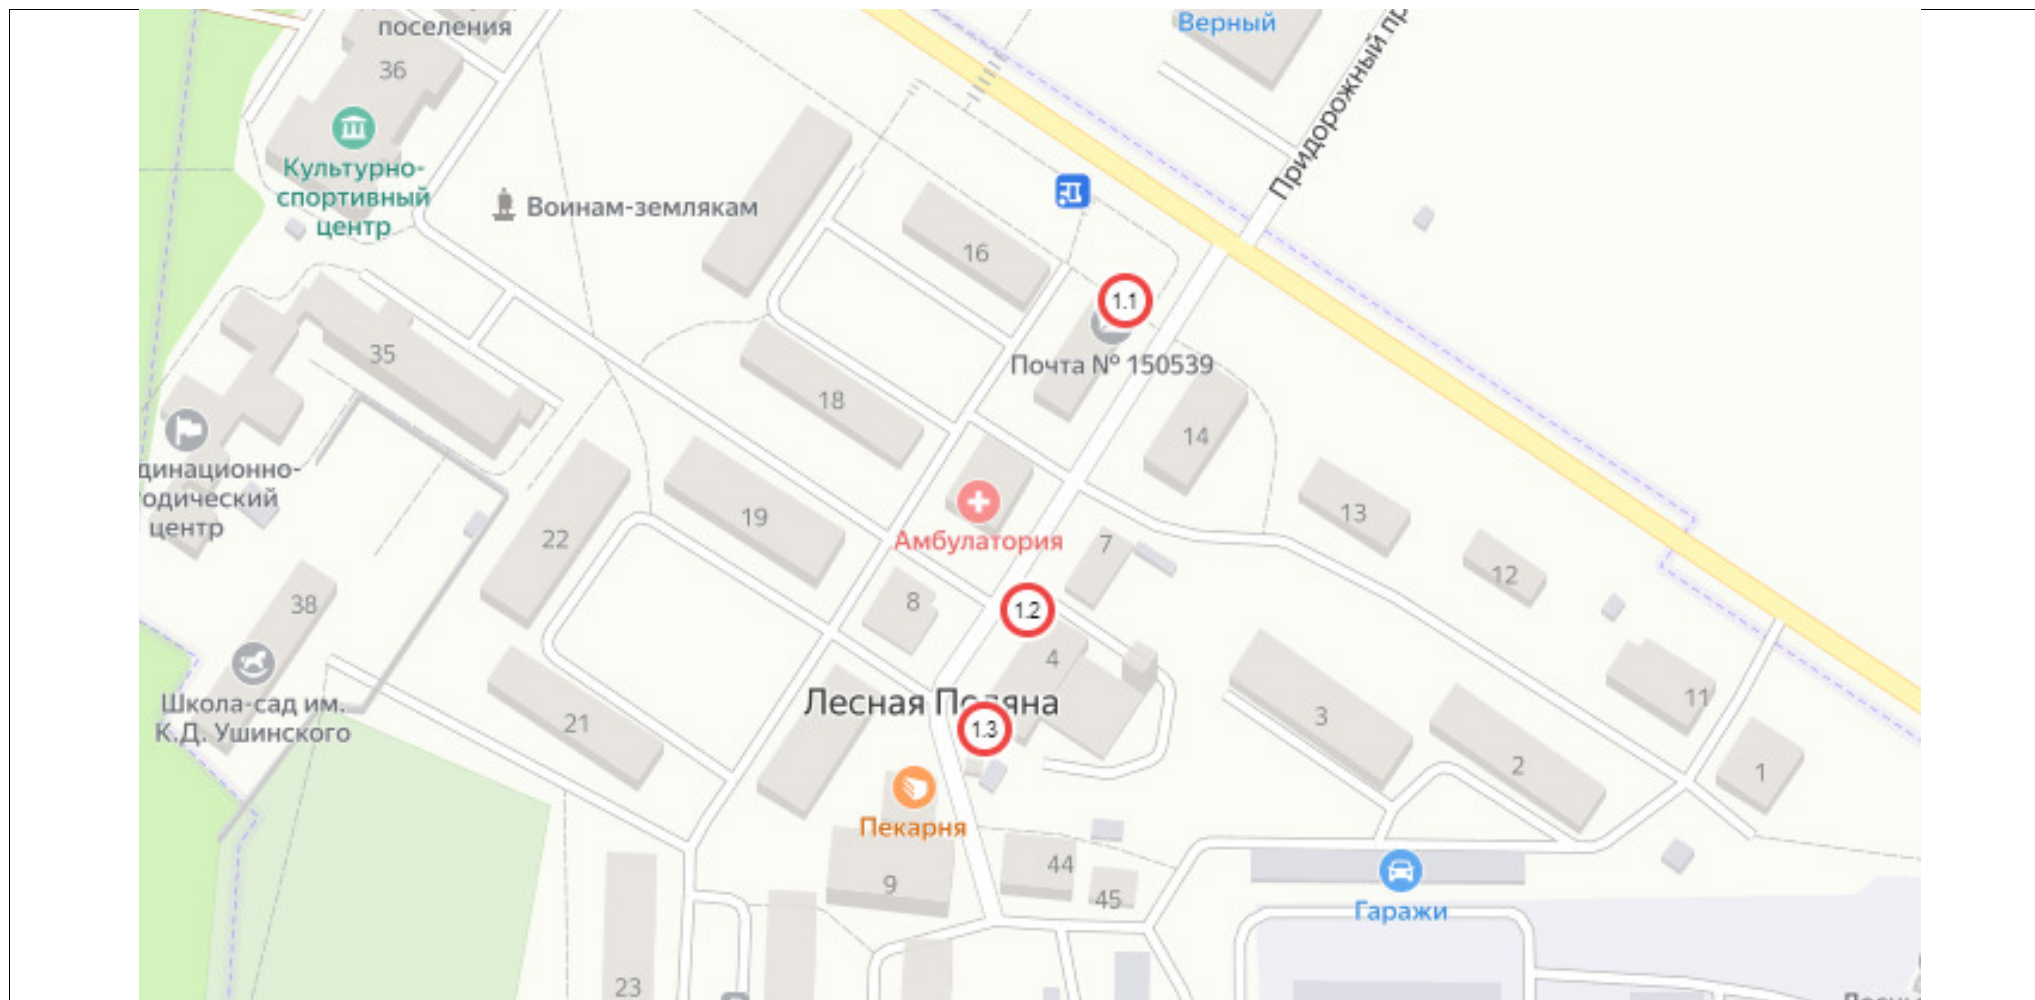 поселения
Верный
Придорожный
36
Культурно-
спортивный
центр
Воинам-землякам
16
1.1
Почта № 150539
35
18
14
динационно-
одический
центр
19
22
Амбулатория
7
13
12
38
8
1.2
4
Школа-сад им.
К.Д. Ушинского
21
Лесная Поляна
1.3
3
11
2
1
Пекарня
9
44
45
Гаражи
23